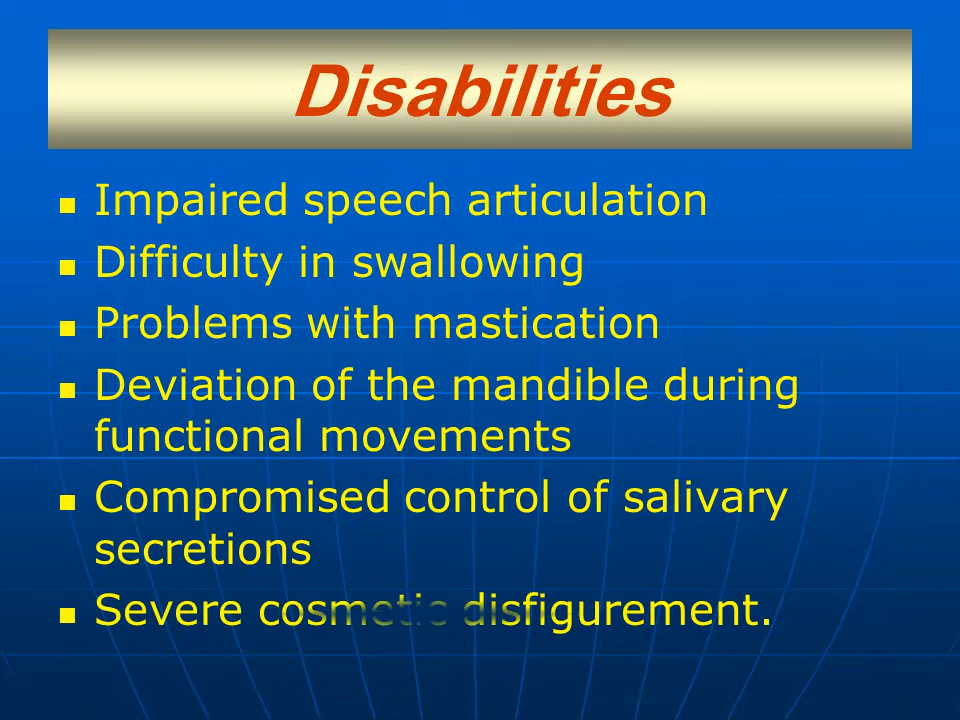 Disabilities
Impaired speech articulation
Difficulty in swallowing
Problems with mastication
Deviation of the mandible during
functional movements
Compromised control of salivary
secretions
Severe cosmetic disfigurement.